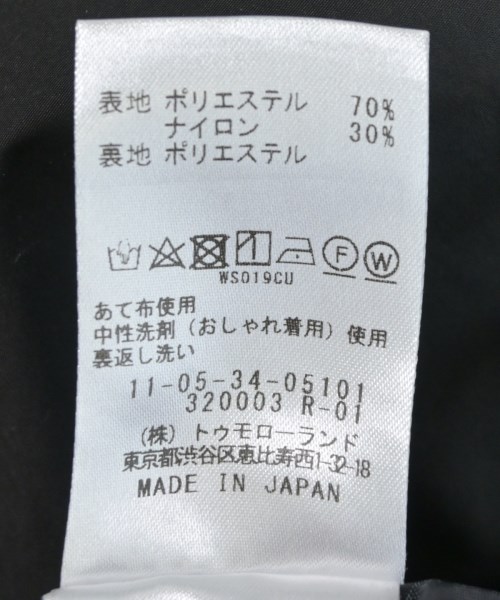 表地 ポリエステル 70%
ナイロン 30%
裏地 ポリエステル
F W
WS019CU
あて布使用
中性洗剤（おしゃれ着用）使用
裏返し洗い
11-05-34-05101
320003 R-01
（株）トゥモローランド
東京都渋谷区恵比寿西1-32-18
MADE IN JAPAN